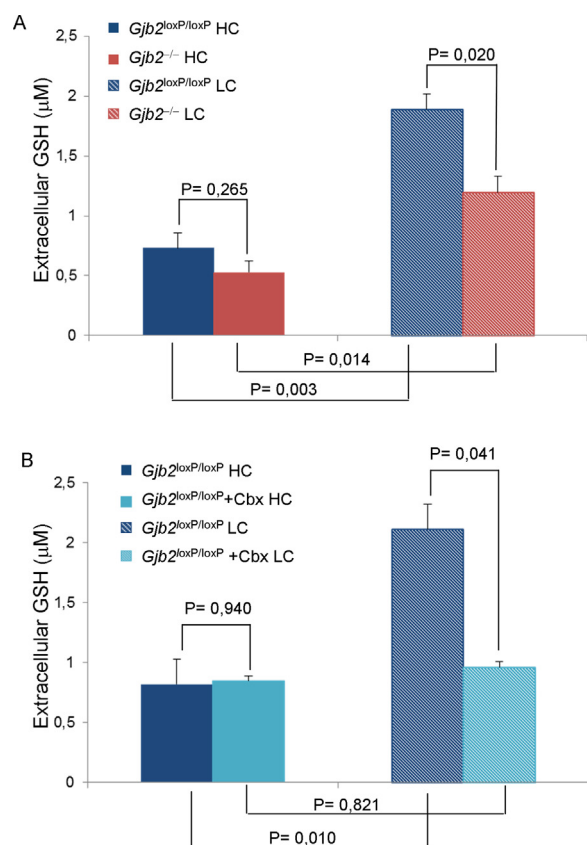 A
Gjb2loxP/loxP HC
Gjb2–/– HC
Gjb2loxP/loxP LC
Gjb2–/– LC
Extracellular GSH (µM)
2,5
2
1,5
1
0,5
0
P= 0,020
P= 0,265
P= 0,014
P= 0,003
B
Gjb2loxP/loxP HC
Gjb2loxP/loxP+Cbx HC
Gjb2loxP/loxP LC
Gjb2loxP/loxP +Cbx LC
Extracellular GSH (µM)
2,5
2
1,5
1
0,5
0
P= 0,041
P= 0,940
P= 0,821
P= 0,010